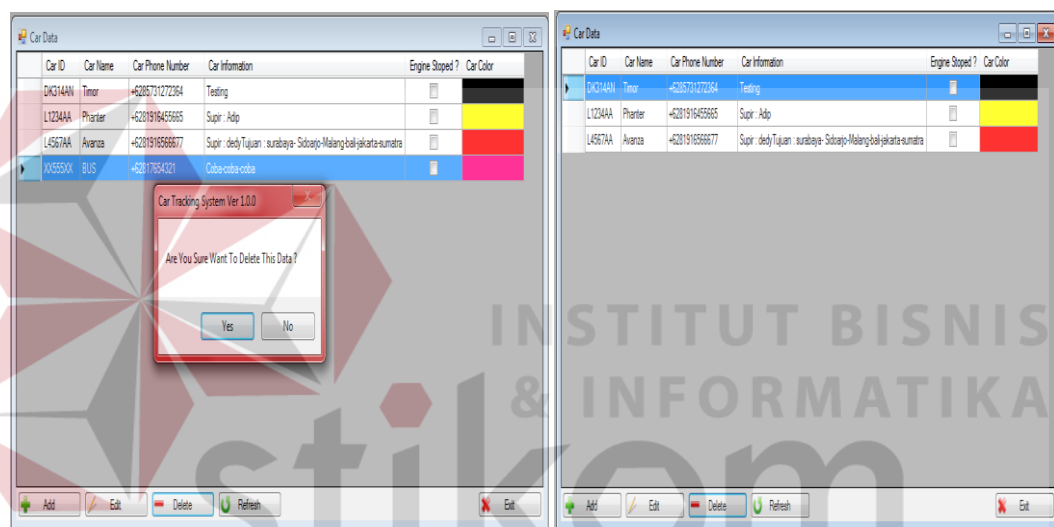 Car Data
Car ID Car Name Car Phone Number Car Information Engine Stoped ? Car Color
DK314AN Timor +6285731272364 Testing
L1234AA Phanter +6281916455665 Supir : Adip
L4567AA Avanza +6281916566677 Supir : dedyTujuan : surabaya- Sidoarjo-Malang-bali-jakarta-sumatra
XX555XX BUS +62817654321 Coba-coba-coba
Car Tracking System Ver 1.0.0
Are You Sure Want To Delete This Data ?
Yes No
Add Edit Delete Refresh Exit
Car Data
Car ID Car Name Car Phone Number Car Information Engine Stoped ? Car Color
DK314AN Timor +6285731272364 Testing
L1234AA Phanter +6281916455665 Supir : Adip
L4567AA Avanza +6281916566677 Supir : dedyTujuan : surabaya- Sidoarjo-Malang-bali-jakarta-sumatra
Add Edit Delete Refresh Exit
INSTITUT BISNIS
& INFORMATIKA
stikom